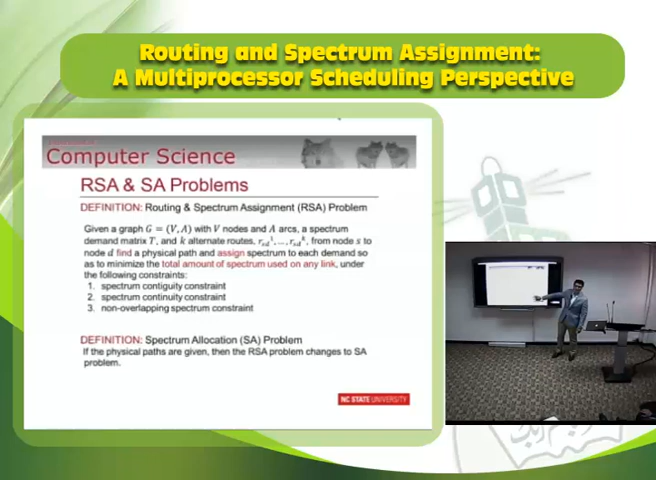 Routing and Spectrum Assignment:
A Multiprocessor Scheduling Perspective
Computer Science
RSA & SA Problems
DEFINITION: Routing & Spectrum Assignment (RSA) Problem
Given a graph G = (V, A) with V nodes and A arcs, a spectrum
demand matrix T, and k alternate routes, r_sd^1, ..., r_sd^k, from node s to
node d find a physical path and assign spectrum to each demand so
as to minimize the total amount of spectrum used on any link, under
the following constraints:
1. spectrum contiguity constraint
2. spectrum continuity constraint
3. non-overlapping spectrum constraint
DEFINITION: Spectrum Allocation (SA) Problem
If the physical paths are given, then the RSA problem changes to SA
problem.
NC STATE UNIVERSITY